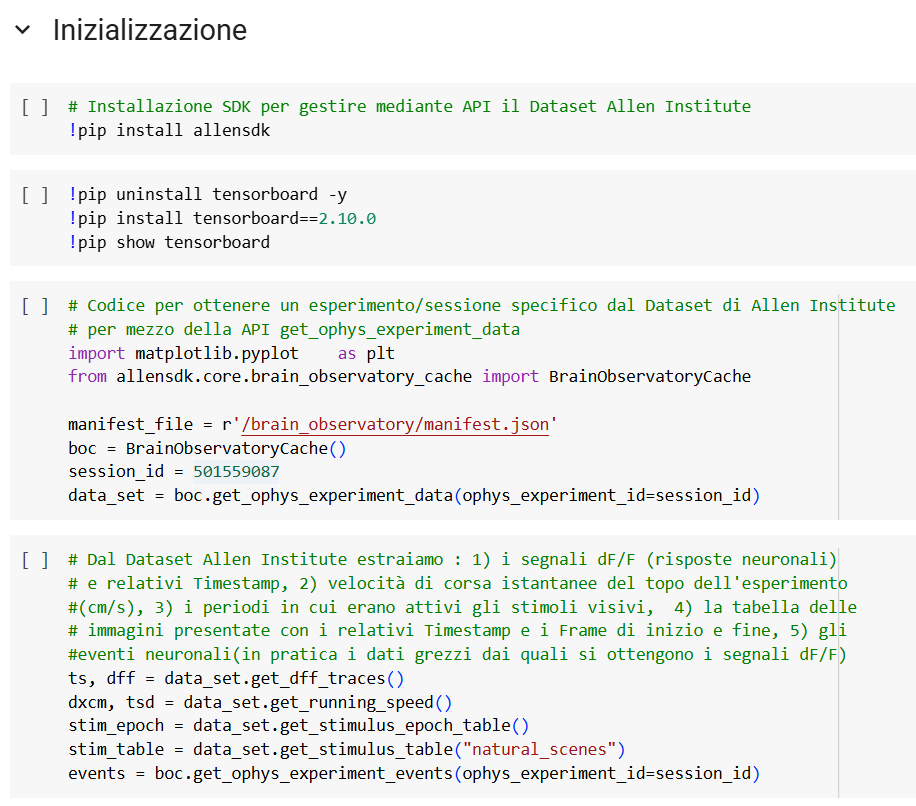 Inizializzazione
[ ] # Installazione SDK per gestire mediante API il Dataset Allen Institute
!pip install allensdk
[ ] !pip uninstall tensorboard -y
!pip install tensorboard==2.10.0
!pip show tensorboard
[ ] # Codice per ottenere un esperimento/sessione specifico dal Dataset di Allen Institute
# per mezzo della API get_ophys_experiment_data
import matplotlib.pyplot    as plt
from allensdk.core.brain_observatory_cache import BrainObservatoryCache
manifest_file = r'/brain_observatory/manifest.json'
boc = BrainObservatoryCache()
session_id = 501559087
data_set = boc.get_ophys_experiment_data(ophys_experiment_id=session_id)
[ ] # Dal Dataset Allen Institute estraiamo : 1) i segnali dF/F (risposte neuronali)
# e relativi Timestamp, 2) velocità di corsa istantanee del topo dell'esperimento
#(cm/s), 3) i periodi in cui erano attivi gli stimoli visivi,  4) la tabella delle
# immagini presentate con i relativi Timestamp e i Frame di inizio e fine, 5) gli
#eventi neuronali(in pratica i dati grezzi dai quali si ottengono i segnali dF/F)
ts, dff = data_set.get_dff_traces()
dxcm, tsd = data_set.get_running_speed()
stim_epoch = data_set.get_stimulus_epoch_table()
stim_table = data_set.get_stimulus_table("natural_scenes")
events = boc.get_ophys_experiment_events(ophys_experiment_id=session_id)